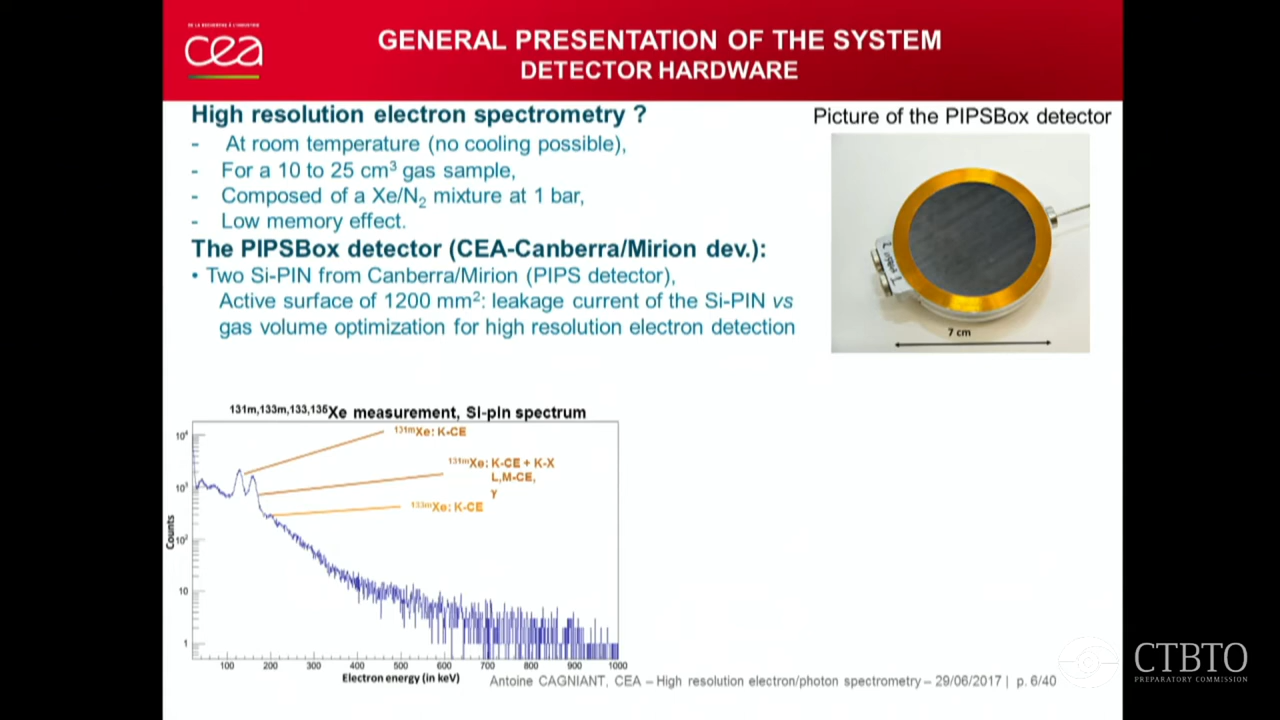 DE LA RECHERCHE À L'INDUSTRIE
cea
GENERAL PRESENTATION OF THE SYSTEM
DETECTOR HARDWARE
High resolution electron spectrometry ?
- At room temperature (no cooling possible),
- For a 10 to 25 cm³ gas sample,
- Composed of a Xe/N₂ mixture at 1 bar,
- Low memory effect.
The PIPSBox detector (CEA-Canberra/Mirion dev.):
• Two Si-PIN from Canberra/Mirion (PIPS detector),
Active surface of 1200 mm²: leakage current of the Si-PIN vs
gas volume optimization for high resolution electron detection
Picture of the PIPSBox detector
7 cm
131m,133m,133,135Xe measurement, Si-pin spectrum
131mXe: K-CE
131mXe: K-CE + K-X
L,M-CE,
γ
133mXe: K-CE
Counts
10⁴
10³
10²
10
1
100 200 300 400 500 600 700 800 900 1000
Electron energy (in keV)
Antoine CAGNIANT, CEA – High resolution electron/photon spectrometry – 29/06/2017 | p. 6/40
CTBTO
PREPARATORY COMMISSION